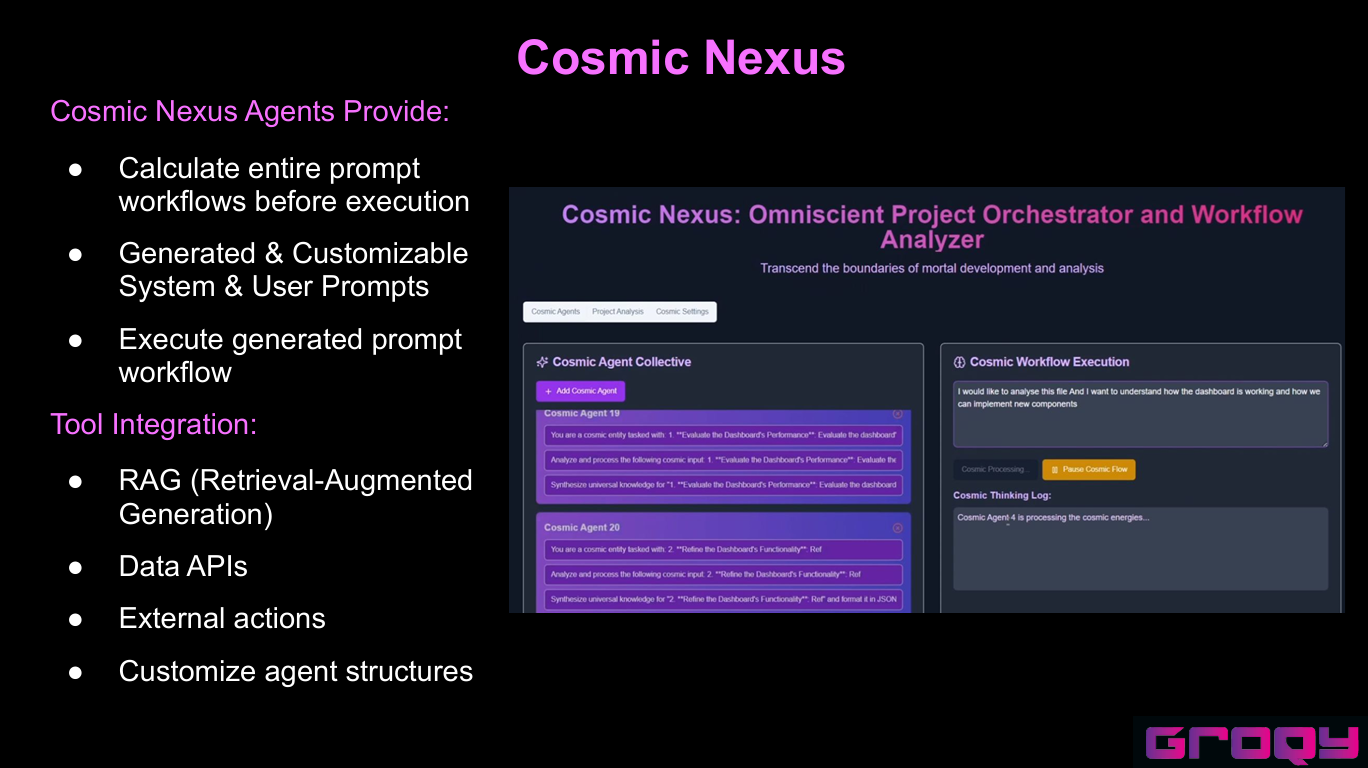 Cosmic Nexus
Cosmic Nexus Agents Provide:
● Calculate entire prompt
workflows before execution
● Generated & Customizable
System & User Prompts
● Execute generated prompt
workflow
Tool Integration:
● RAG (Retrieval-Augmented
Generation)
● Data APIs
● External actions
● Customize agent structures
Cosmic Nexus: Omniscient Project Orchestrator and Workflow
Analyzer
Transcend the boundaries of mortal development and analysis
Cosmic Agents Project Analysis Cosmic Settings
Cosmic Agent Collective
+ Add Cosmic Agent
Cosmic Agent 19
You are a cosmic entity tasked with: 1. **Evaluate the Dashboard's Performance**: Evaluate the dashboard'
Analyze and process the following cosmic input: 1. **Evaluate the Dashboard's Performance**: Evaluate the
Synthesize universal knowledge for "1. **Evaluate the Dashboard's Performance**: Evaluate the dashboard
Cosmic Agent 20
You are a cosmic entity tasked with: 2. **Refine the Dashboard's Functionality**: Ref
Analyze and process the following cosmic input: 2. **Refine the Dashboard's Functionality**: Ref
Synthesize universal knowledge for "2. **Refine the Dashboard's Functionality**: Ref" and format it in JSON
Cosmic Workflow Execution
I would like to analyse this file And I want to understand how the dashboard is working and how we
can implement new components
Cosmic Processing... Pause Cosmic Flow
Cosmic Thinking Log:
Cosmic Agent 4 is processing the cosmic energies...
GROQY